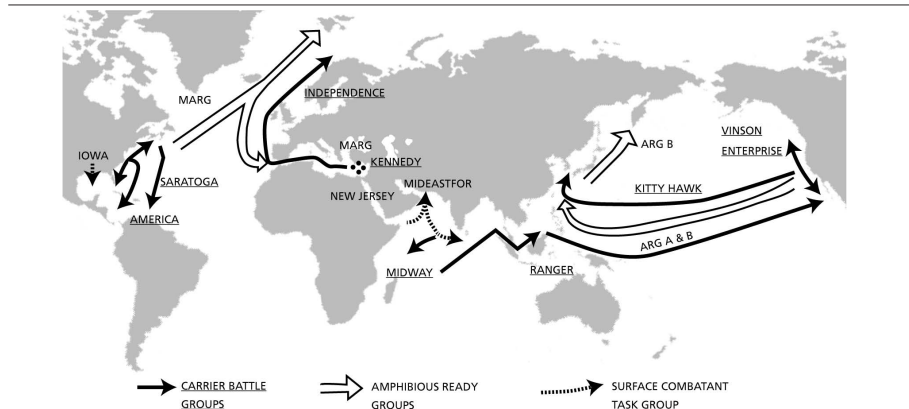 MARG
INDEPENDENCE
VINSON
ENTERPRISE
IOWA
MARG
ARG B
KENNEDY
SARATOGA
NEW JERSEY
MIDEASTFOR
KITTY HAWK
AMERICA
ARG A & B
MIDWAY
RANGER
CARRIER BATTLE
GROUPS
AMPHIBIOUS READY
GROUPS
SURFACE COMBATANT
TASK GROUP